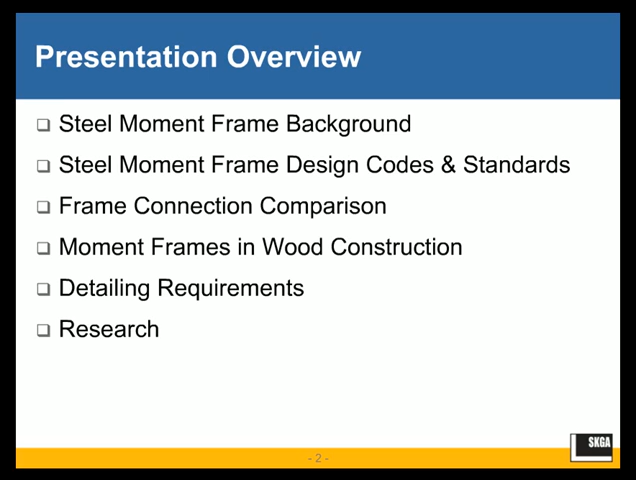 Presentation Overview
Steel Moment Frame Background
Steel Moment Frame Design Codes & Standards
Frame Connection Comparison
Moment Frames in Wood Construction
Detailing Requirements
Research
SKGA
- 2 -